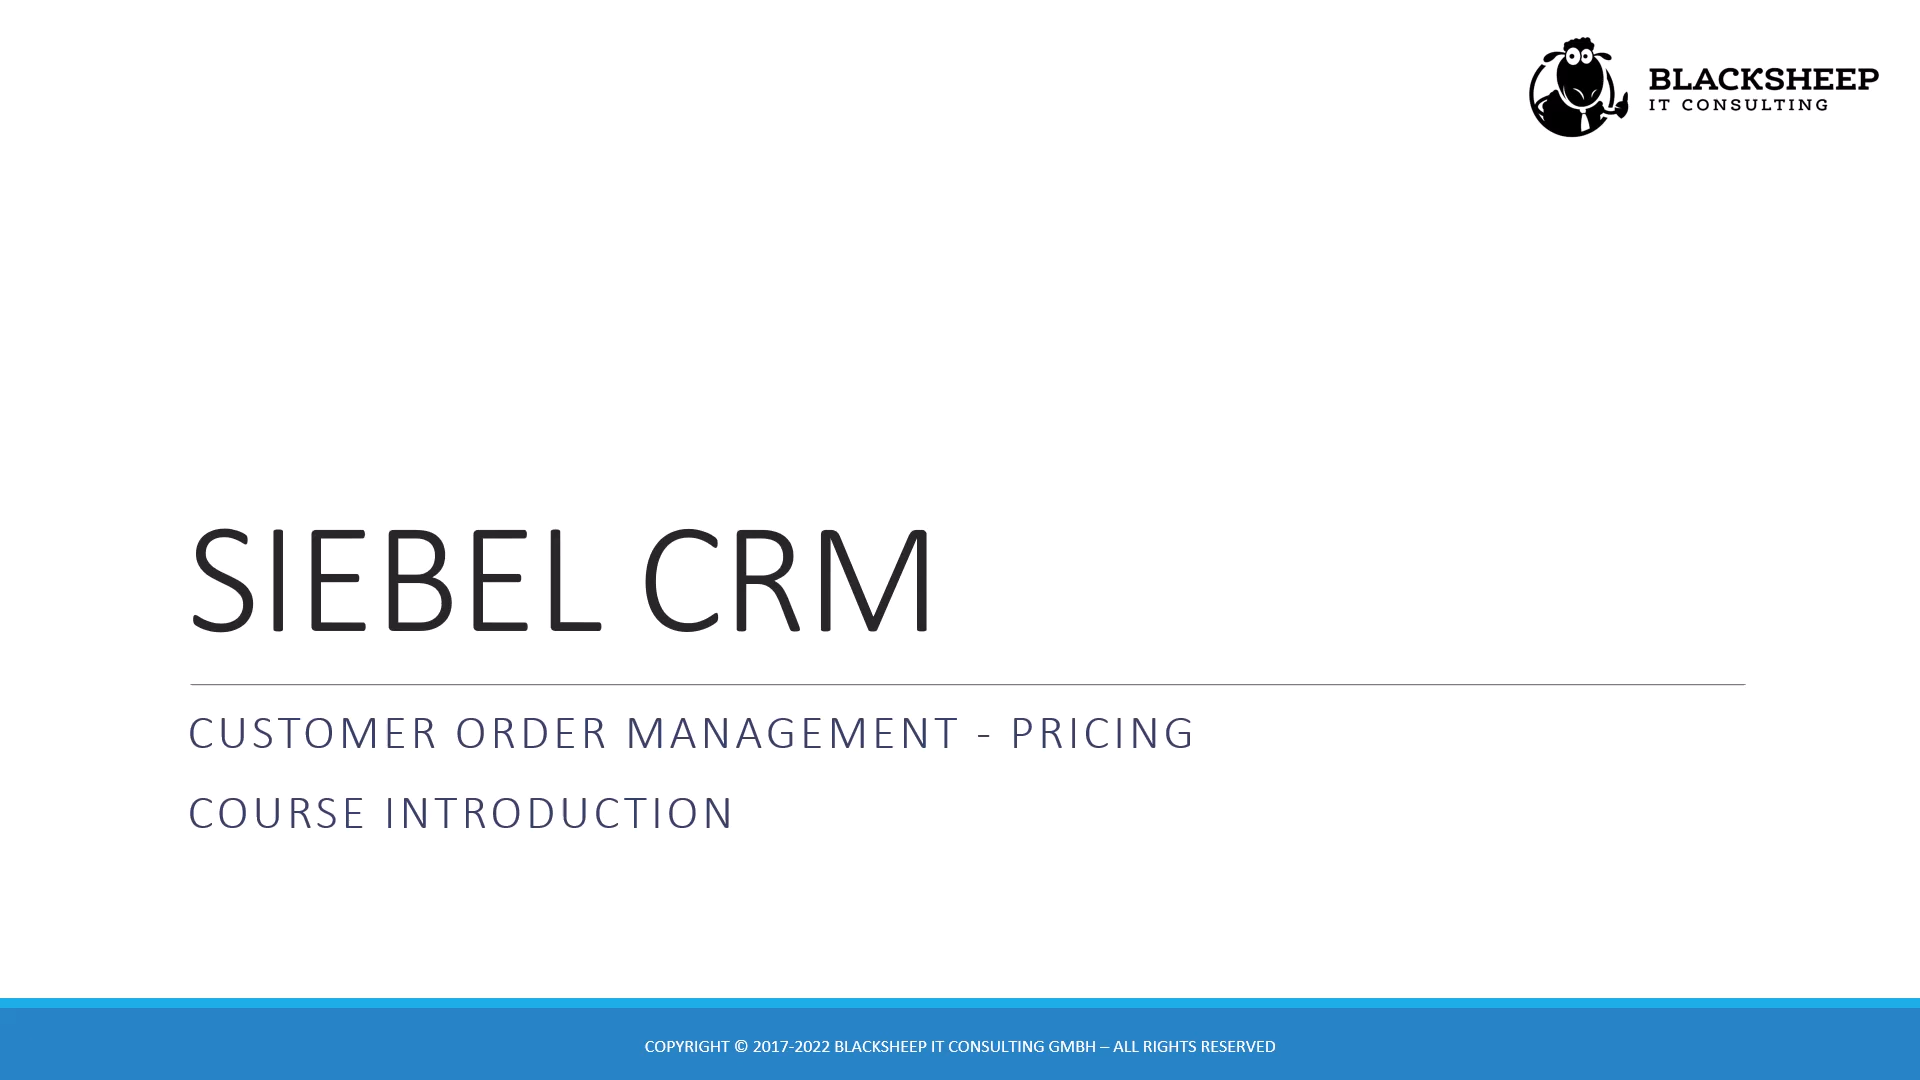 BLACKSHEEP
IT CONSULTING
SIEBEL CRM
CUSTOMER ORDER MANAGEMENT - PRICING
COURSE INTRODUCTION
COPYRIGHT © 2017-2022 BLACKSHEEP IT CONSULTING GMBH – ALL RIGHTS RESERVED